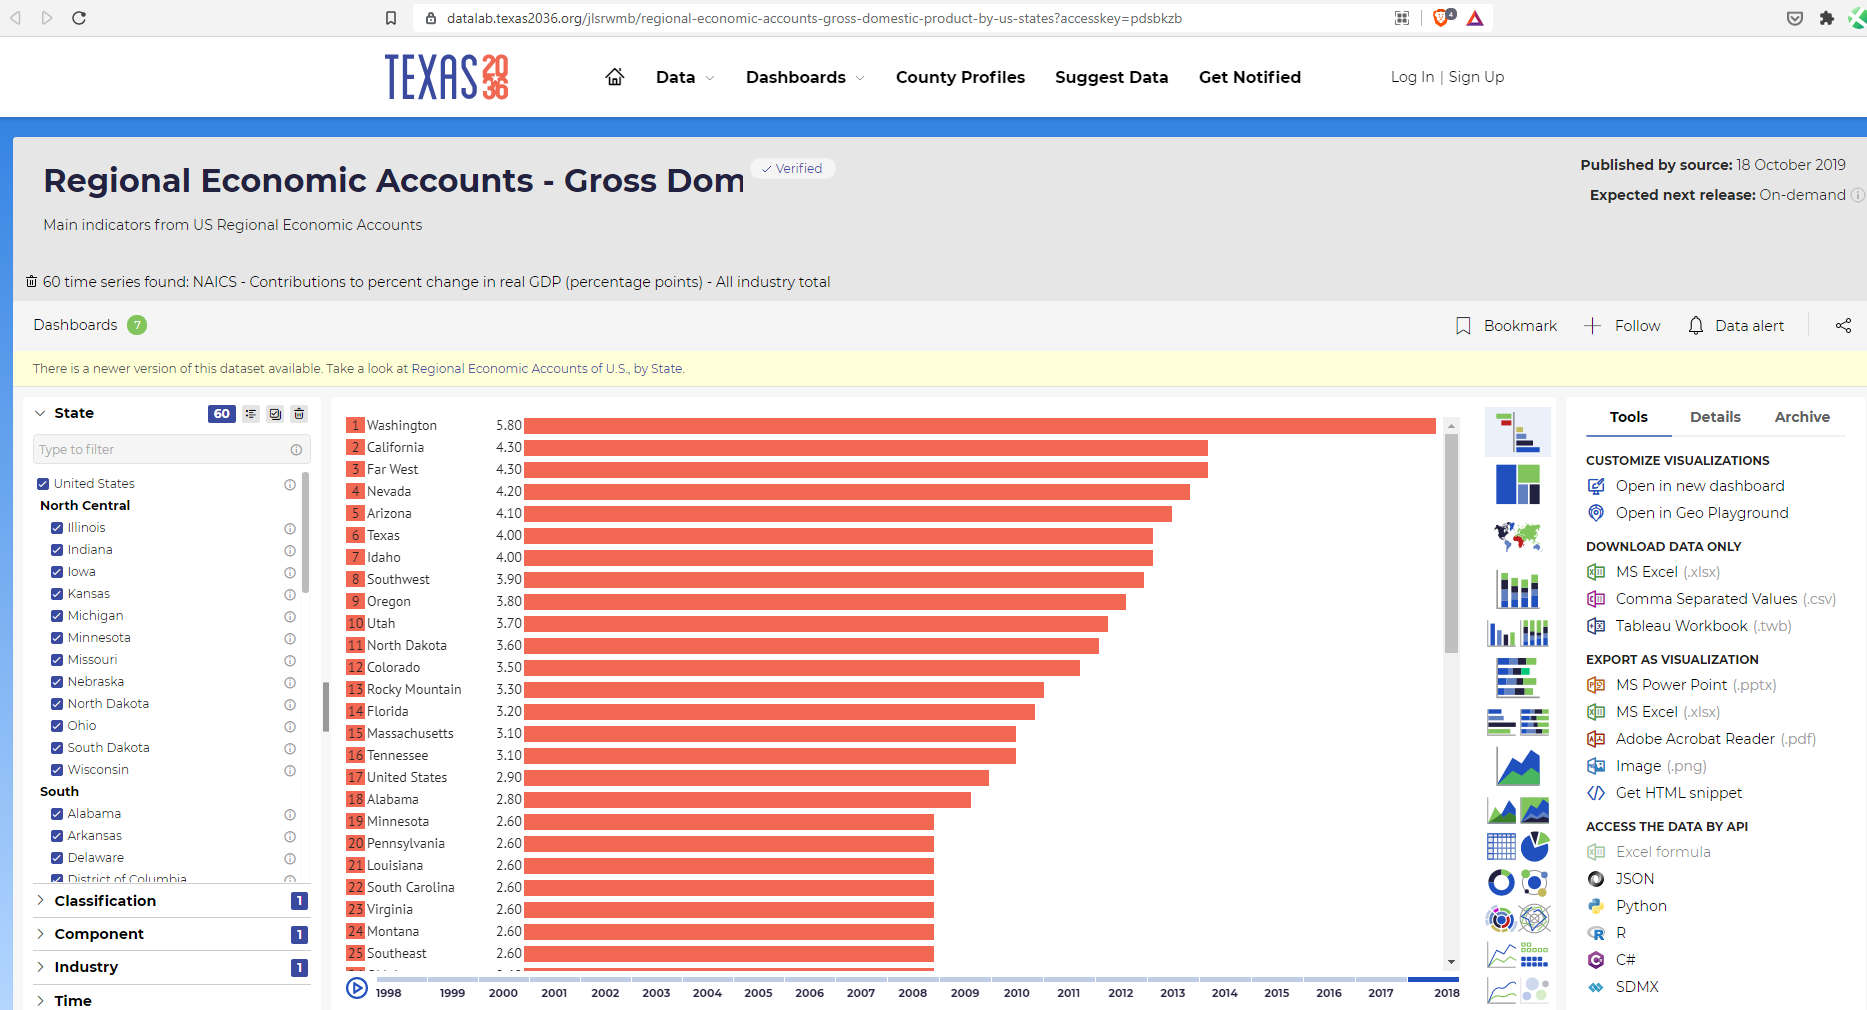 datalab.texas2036.org/jlsrwmb/regional-economic-accounts-gross-domestic-product-by-us-states?accesskey=pdsbkzb
4
TEXAS 2036
Data
Dashboards
County Profiles
Suggest Data
Get Notified
Log In | Sign Up
Regional Economic Accounts - Gross Dom
Verified
Published by source: 18 October 2019
Expected next release: On-demand
Main indicators from US Regional Economic Accounts
60 time series found: NAICS - Contributions to percent change in real GDP (percentage points) - All industry total
Dashboards 7
Bookmark
Follow
Data alert
There is a newer version of this dataset available. Take a look at Regional Economic Accounts of U.S., by State.
State 60
Type to filter
United States
North Central
Illinois
Indiana
Iowa
Kansas
Michigan
Minnesota
Missouri
Nebraska
North Dakota
Ohio
South Dakota
Wisconsin
South
Alabama
Arkansas
Delaware
District of Columbia
Classification 1
Component 1
Industry 1
Time
1 Washington 5.80
2 California 4.30
3 Far West 4.30
4 Nevada 4.20
5 Arizona 4.10
6 Texas 4.00
7 Idaho 4.00
8 Southwest 3.90
9 Oregon 3.80
10 Utah 3.70
11 North Dakota 3.60
12 Colorado 3.50
13 Rocky Mountain 3.30
14 Florida 3.20
15 Massachusetts 3.10
16 Tennessee 3.10
17 United States 2.90
18 Alabama 2.80
19 Minnesota 2.60
20 Pennsylvania 2.60
21 Louisiana 2.60
22 South Carolina 2.60
23 Virginia 2.60
24 Montana 2.60
25 Southeast 2.60
1998 1999 2000 2001 2002 2003 2004 2005 2006 2007 2008 2009 2010 2011 2012 2013 2014 2015 2016 2017 2018
Tools
Details
Archive
CUSTOMIZE VISUALIZATIONS
Open in new dashboard
Open in Geo Playground
DOWNLOAD DATA ONLY
MS Excel (.xlsx)
Comma Separated Values (.csv)
Tableau Workbook (.twb)
EXPORT AS VISUALIZATION
MS Power Point (.pptx)
MS Excel (.xlsx)
Adobe Acrobat Reader (.pdf)
Image (.png)
Get HTML snippet
ACCESS THE DATA BY API
Excel formula
JSON
Python
R
C#
SDMX